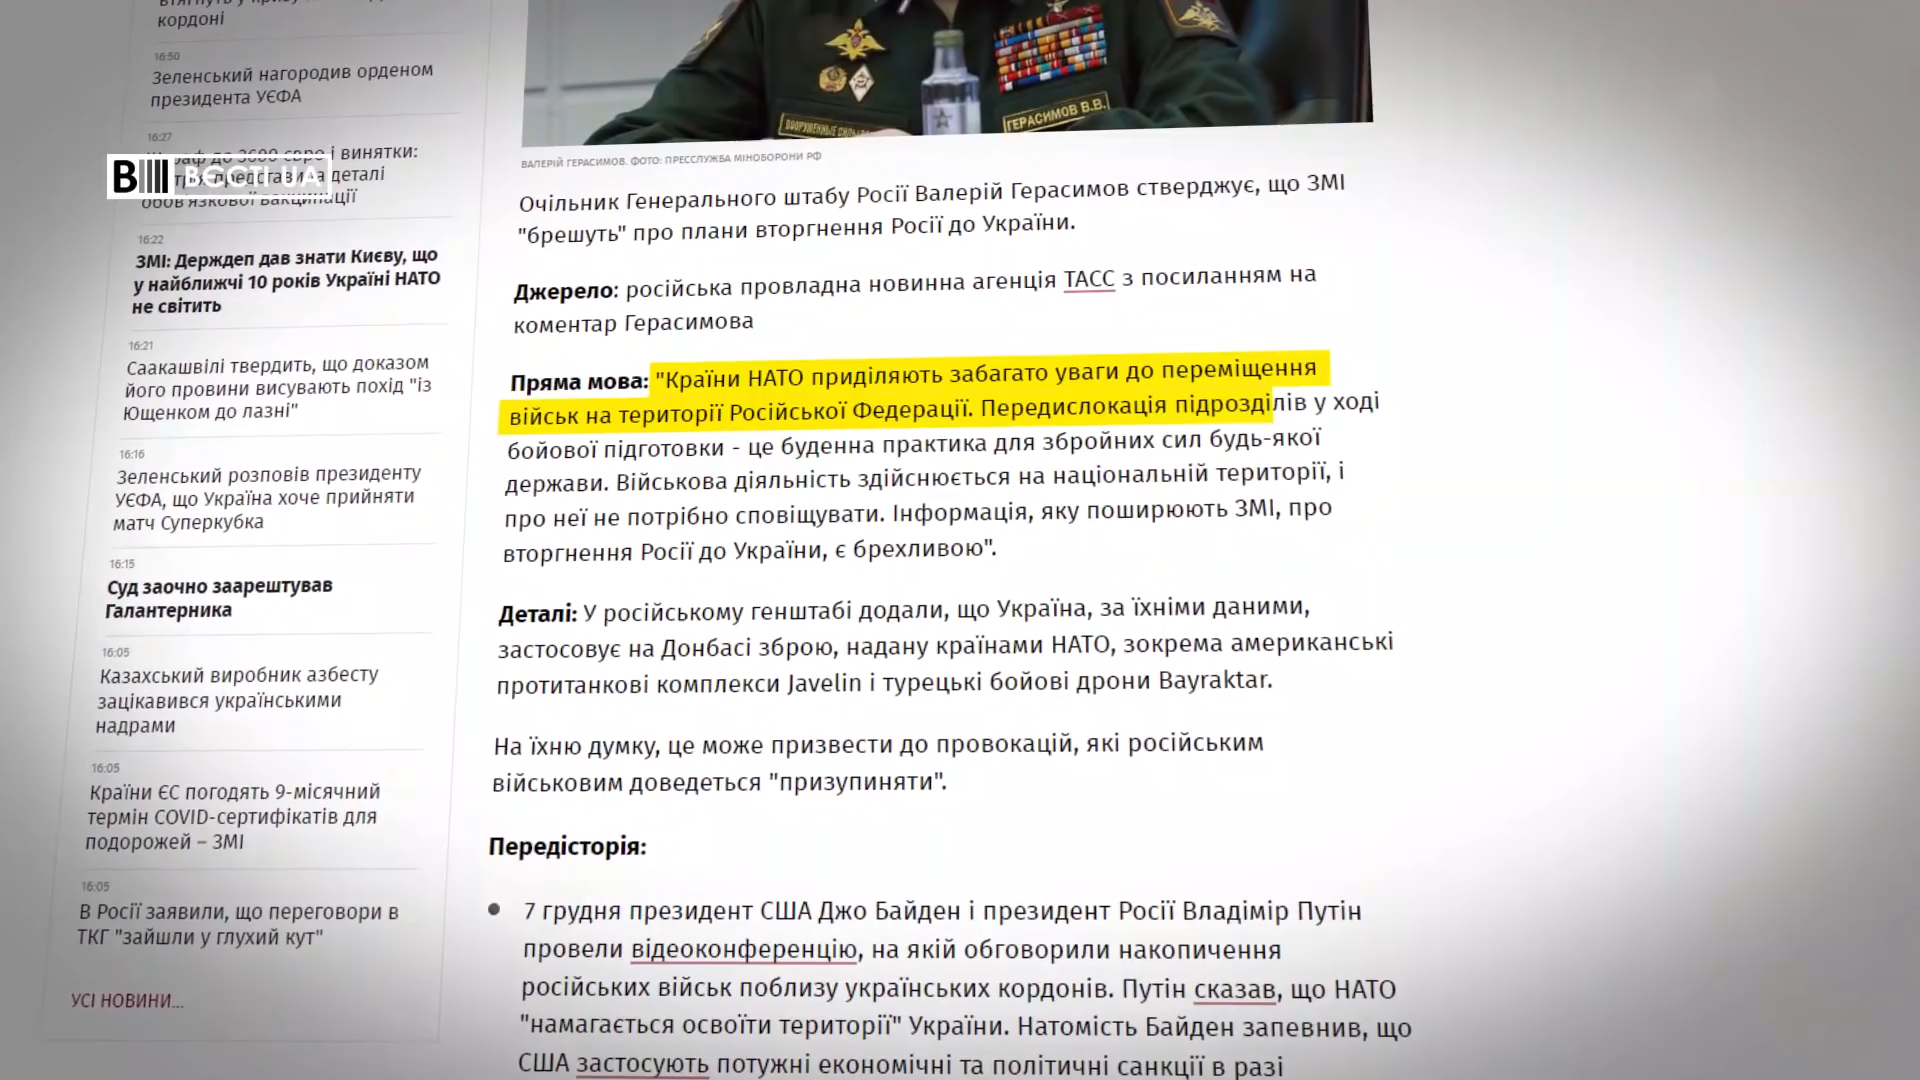 кордоні
16:50
Зеленський нагородив орденом
президента УЄФА
16:27
до 3600 євро і винятки:
деталі
обов'язкової вакцинації
16:22
ЗМІ: Держдеп дав знати Києву, що
у найближчі 10 років Україні НАТО
не світить
16:21
Саакашвілі твердить, що доказом
його провини висувають похід "із
Ющенком до лазні"
16:16
Зеленський розповів президенту
УЄФА, що Україна хоче прийняти
матч Суперкубка
16:15
Суд заочно заарештував
Галантерника
16:05
Казахський виробник азбесту
зацікавився українськими
надрами
16:05
Країни ЄС погодять 9-місячний
термін COVID-сертифікатів для
подорожей – ЗМІ
16:05
В Росії заявили, що переговори в
ТКГ "зайшли у глухий кут"
УСІ НОВИНИ...
ВЄСТІ.UA
ВООРУЖЕННЫЕ СИЛЫ
ГЕРАСИМОВ В.В.
ВАЛЕРІЙ ГЕРАСИМОВ. ФОТО: ПРЕССЛУЖБА МІНОБОРОНИ РФ
Очільник Генерального штабу Росії Валерій Герасимов стверджує, що ЗМІ
"брешуть" про плани вторгнення Росії до України.
Джерело: російська провладна новинна агенція ТАСС з посиланням на
коментар Герасимова
Пряма мова: "Країни НАТО приділяють забагато уваги до переміщення
військ на території Російської Федерації. Передислокація підрозділів у ході
бойової підготовки - це буденна практика для збройних сил будь-якої
держави. Військова діяльність здійснюється на національній території, і
про неї не потрібно сповіщувати. Інформація, яку поширюють ЗМІ, про
вторгнення Росії до України, є брехливою".
Деталі: У російському генштабі додали, що Україна, за їхніми даними,
застосовує на Донбасі зброю, надану країнами НАТО, зокрема американські
протитанкові комплекси Javelin і турецькі бойові дрони Bayraktar.
На їхню думку, це може призвести до провокацій, які російським
військовим доведеться "призупиняти".
Передісторія:
7 грудня президент США Джо Байден і президент Росії Владімір Путін
провели відеоконференцію, на якій обговорили накопичення
російських військ поблизу українських кордонів. Путін сказав, що НАТО
"намагається освоїти території" України. Натомість Байден запевнив, що
США застосують потужні економічні та політичні санкції в разі